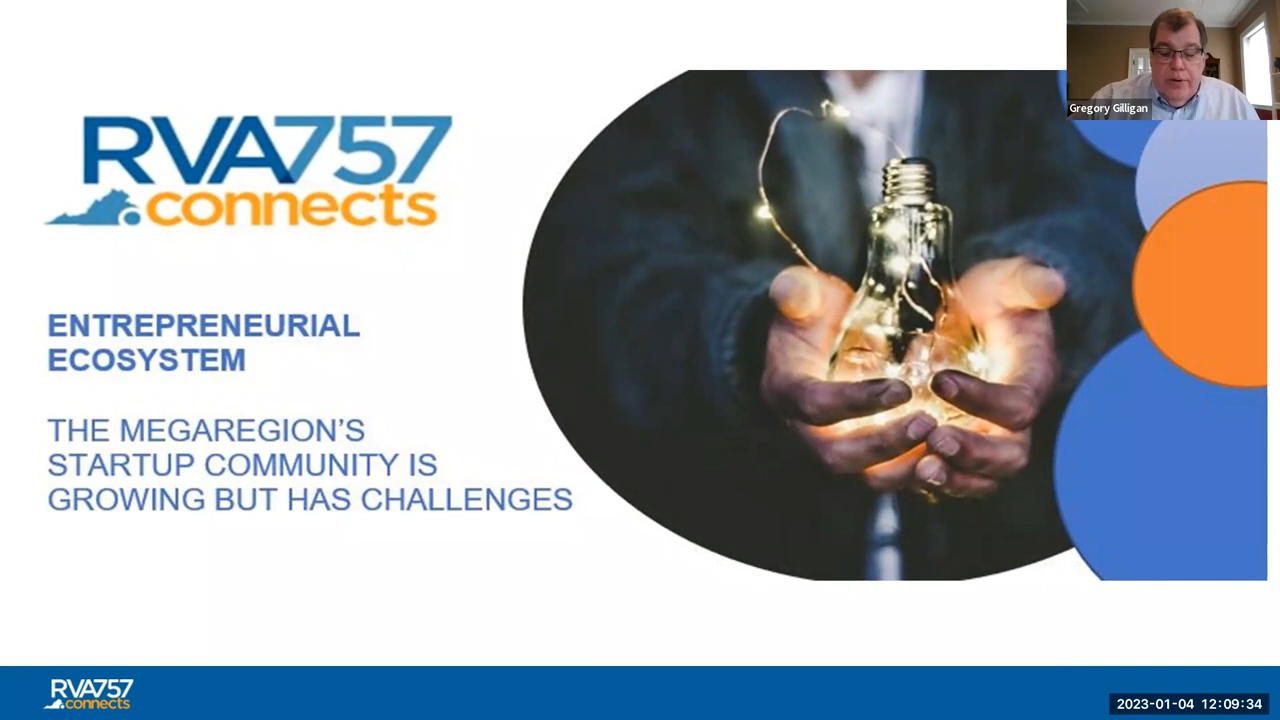 RVA757
connects
ENTREPRENEURIAL
ECOSYSTEM
THE MEGAREGION'S
STARTUP COMMUNITY IS
GROWING BUT HAS CHALLENGES
Gregory Gilligan
RVA757
connects
2023-01-04 12:09:34